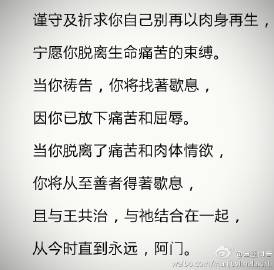 谨守及祈求你自己别再以肉身再生，
宁愿你脱离生命痛苦的束缚。
当你祷告，你将找著歇息，
因你已放下痛苦和屈辱。
当你脱离了痛苦和肉体情欲，
你将从至善者得著歇息，
且与王共治，与祂结合在一起，
从今时直到永远，阿门。